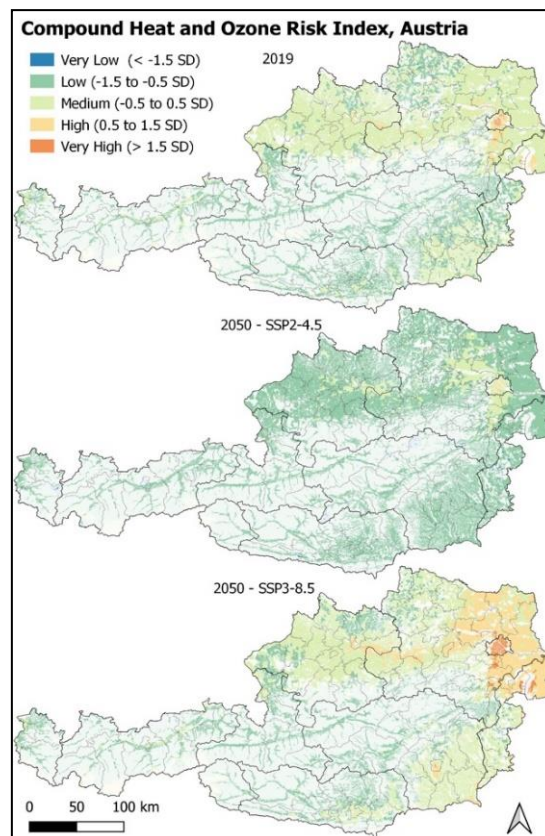 Compound Heat and Ozone Risk Index, Austria
Very Low (< -1.5 SD)
Low (-1.5 to -0.5 SD)
Medium (-0.5 to 0.5 SD)
High (0.5 to 1.5 SD)
Very High (> 1.5 SD)
2019
2050 - SSP2-4.5
2050 - SSP3-8.5
0 50 100 km